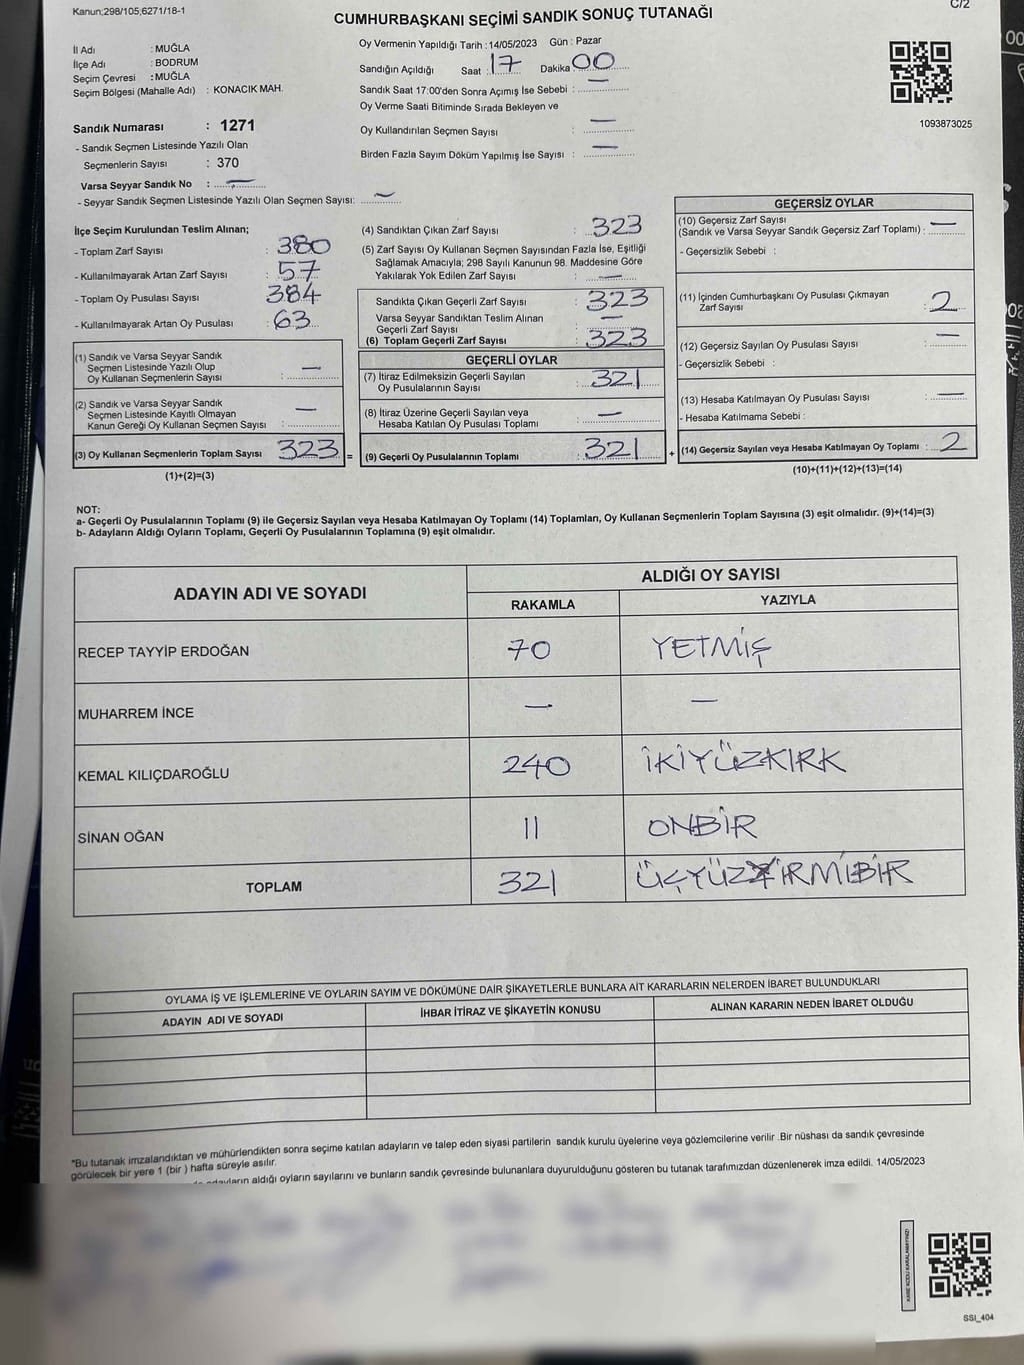 Kanun;298/105;6271/18-1
C/2
CUMHURBAŞKANI SEÇİMİ SANDIK SONUÇ TUTANAĞI
İl Adı : MUĞLA
İlçe Adı : BODRUM
Seçim Çevresi : MUĞLA
Seçim Bölgesi (Mahalle Adı) : KONACIK MAH.
Oy Vermenin Yapıldığı Tarih : 14/05/2023 Gün : Pazar
Sandığın Açıldığı Saat : 17 Dakika 00
Sandık Saat 17:00'den Sonra Açımış İse Sebebi : —
Oy Verme Saati Bitiminde Sırada Bekleyen ve
Oy Kullandırılan Seçmen Sayısı : —
Birden Fazla Sayım Döküm Yapılmış İse Sayısı : —
1093873025
Sandık Numarası : 1271
- Sandık Seçmen Listesinde Yazılı Olan
Seçmenlerin Sayısı : 370
Varsa Seyyar Sandık No : —
- Seyyar Sandık Seçmen Listesinde Yazılı Olan Seçmen Sayısı: —
İlçe Seçim Kurulundan Teslim Alınan;
- Toplam Zarf Sayısı : 380
- Kullanılmayarak Artan Zarf Sayısı : 57
- Toplam Oy Pusulası Sayısı : 384
- Kullanılmayarak Artan Oy Pusulası : 63
(1) Sandık ve Varsa Seyyar Sandık
Seçmen Listesinde Yazılı Olup
Oy Kullanan Seçmenlerin Sayısı : —
(2) Sandık ve Varsa Seyyar Sandık
Seçmen Listesinde Kayıtlı Olmayan
Kanun Gereği Oy Kullanan Seçmen Sayısı : —
(3) Oy Kullanan Seçmenlerin Toplam Sayısı 323 =
(1)+(2)=(3)
(4) Sandıktan Çıkan Zarf Sayısı : 323
(5) Zarf Sayısı Oy Kullanan Seçmen Sayısından Fazla İse, Eşitliği
Sağlamak Amacıyla; 298 Sayılı Kanunun 98. Maddesine Göre
Yakılarak Yok Edilen Zarf Sayısı : —
Sandıkta Çıkan Geçerli Zarf Sayısı : 323
Varsa Seyyar Sandıktan Teslim Alınan
Geçerli Zarf Sayısı : —
(6) Toplam Geçerli Zarf Sayısı : 323
GEÇERLİ OYLAR
(7) İtiraz Edilmeksizin Geçerli Sayılan
Oy Pusulalarının Sayısı : 321
(8) İtiraz Üzerine Geçerli Sayılan veya
Hesaba Katılan Oy Pusulası Toplamı : —
(9) Geçerli Oy Pusulalarının Toplamı : 321 +
GEÇERSİZ OYLAR
(10) Geçersiz Zarf Sayısı
(Sandık ve Varsa Seyyar Sandık Geçersiz Zarf Toplamı) : —
- Geçersizlik Sebebi :
(11) İçinden Cumhurbaşkanı Oy Pusulası Çıkmayan
Zarf Sayısı : 2
(12) Geçersiz Sayılan Oy Pusulası Sayısı : —
- Geçersizlik Sebebi :
(13) Hesaba Katılmayan Oy Pusulası Sayısı : —
- Hesaba Katılmama Sebebi :
(14) Geçersiz Sayılan veya Hesaba Katılmayan Oy Toplamı : 2
(10)+(11)+(12)+(13)=(14)
NOT:
a- Geçerli Oy Pusulalarının Toplamı (9) ile Geçersiz Sayılan veya Hesaba Katılmayan Oy Toplamı (14) Toplamları, Oy Kullanan Seçmenlerin Toplam Sayısına (3) eşit olmalıdır. (9)+(14)=(3)
b- Adayların Aldığı Oyların Toplamı, Geçerli Oy Pusulalarının Toplamına (9) eşit olmalıdır.
ADAYIN ADI VE SOYADI
ALDIĞI OY SAYISI
RAKAMLA YAZIYLA
RECEP TAYYİP ERDOĞAN 70 YETMİŞ
MUHARREM İNCE — —
KEMAL KILIÇDAROĞLU 240 İKİYÜZKIRK
SİNAN OĞAN 11 ONBİR
TOPLAM 321 ÜÇYÜZYİRMİBİR
OYLAMA İŞ VE İŞLEMLERİNE VE OYLARIN SAYIM VE DÖKÜMÜNE DAİR ŞİKAYETLERLE BUNLARA AİT KARARLARIN NELERDEN İBARET BULUNDUKLARI
ADAYIN ADI VE SOYADI İHBAR İTİRAZ VE ŞİKAYETİN KONUSU ALINAN KARARIN NEDEN İBARET OLDUĞU
*Bu tutanak imzalandıktan ve mühürlendikten sonra seçime katılan adayların ve talep eden siyasi partilerin sandık kurulu üyelerine veya gözlemcilerine verilir .Bir nüshası da sandık çevresinde
görülecek bir yere 1 (bir ) hafta süreyle asılır.
aldığı oyların sayılarını ve bunların sandık çevresinde bulunanlara duyurulduğunu gösteren bu tutanak tarafımızdan düzenlenerek imza edildi. 14/05/2023
KARE KODU KARALAMAYINIZ!
SSI_404